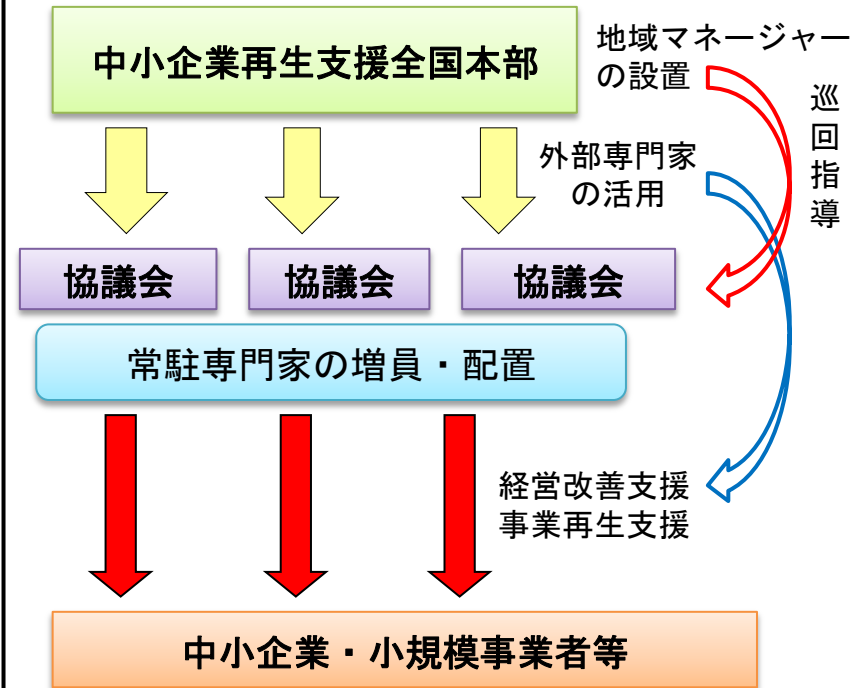 中小企業再生支援全国本部
地域マネージャー
の設置
巡回指導
外部専門家
の活用
協議会
協議会
協議会
常駐専門家の増員・配置
経営改善支援
事業再生支援
中小企業・小規模事業者等